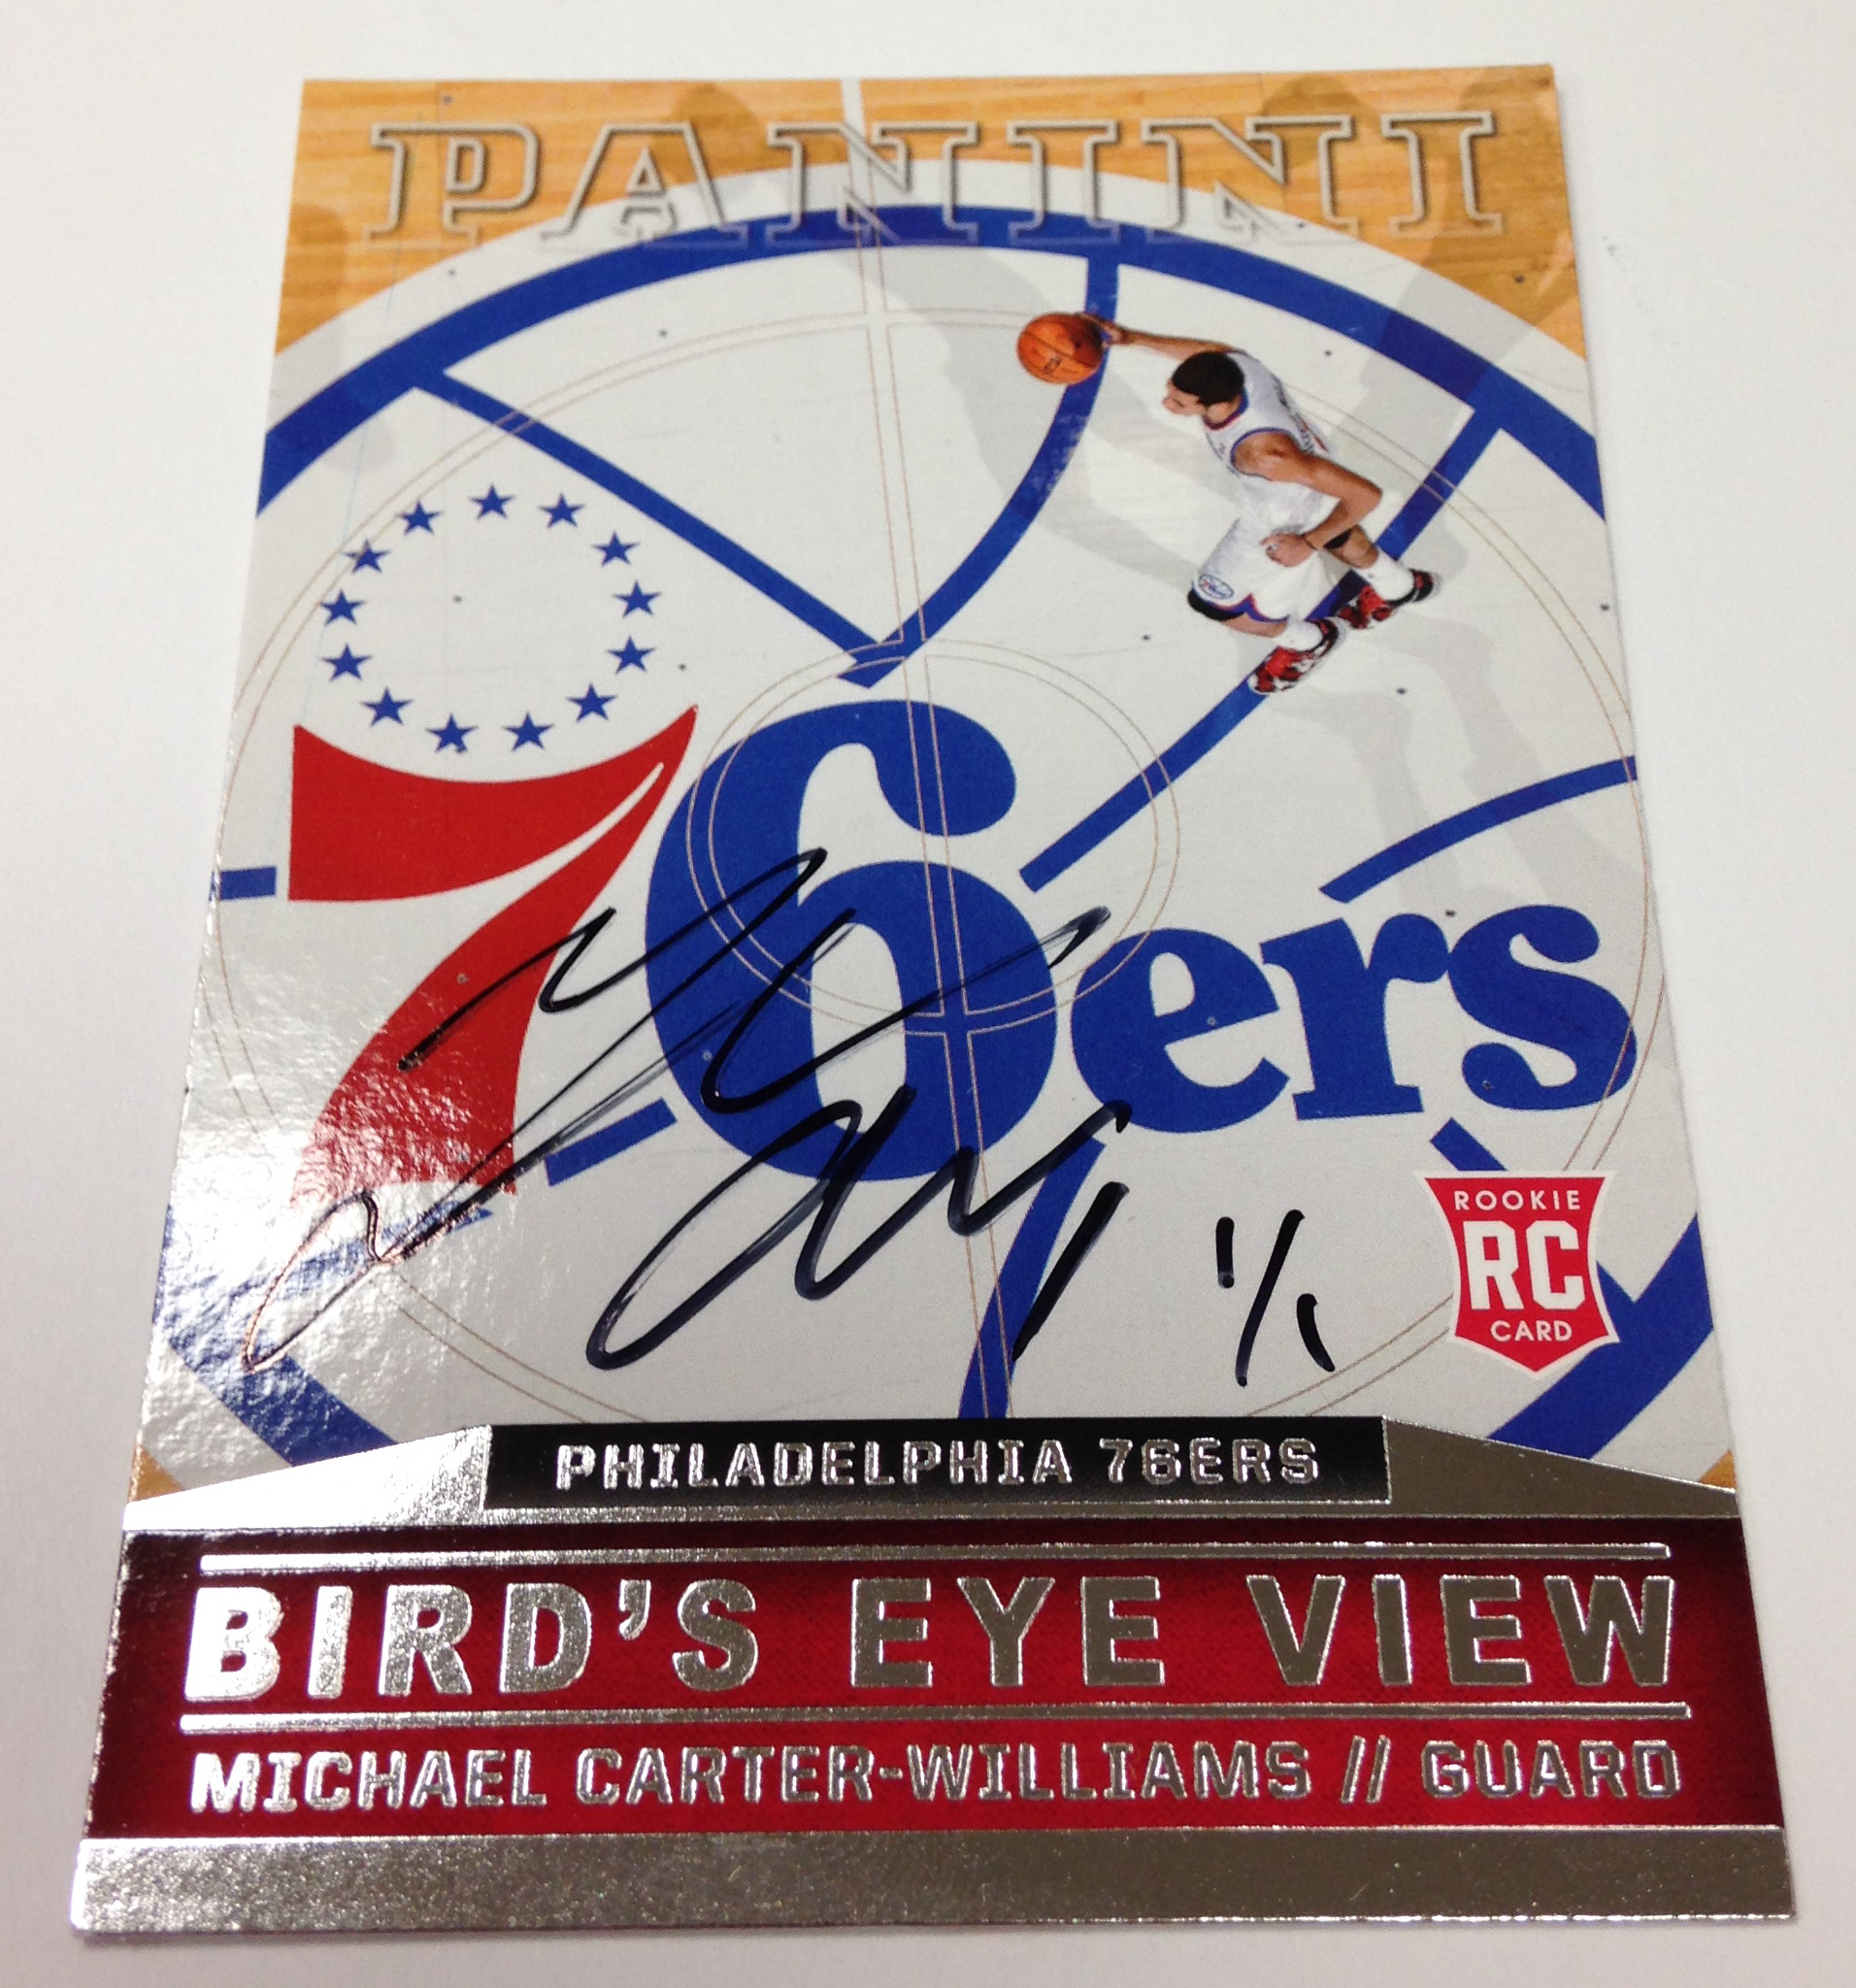 PANINI
76ers
1/1
ROOKIE
RC
CARD
PHILADELPHIA 76ERS
BIRD'S EYE VIEW
MICHAEL CARTER-WILLIAMS // GUARD